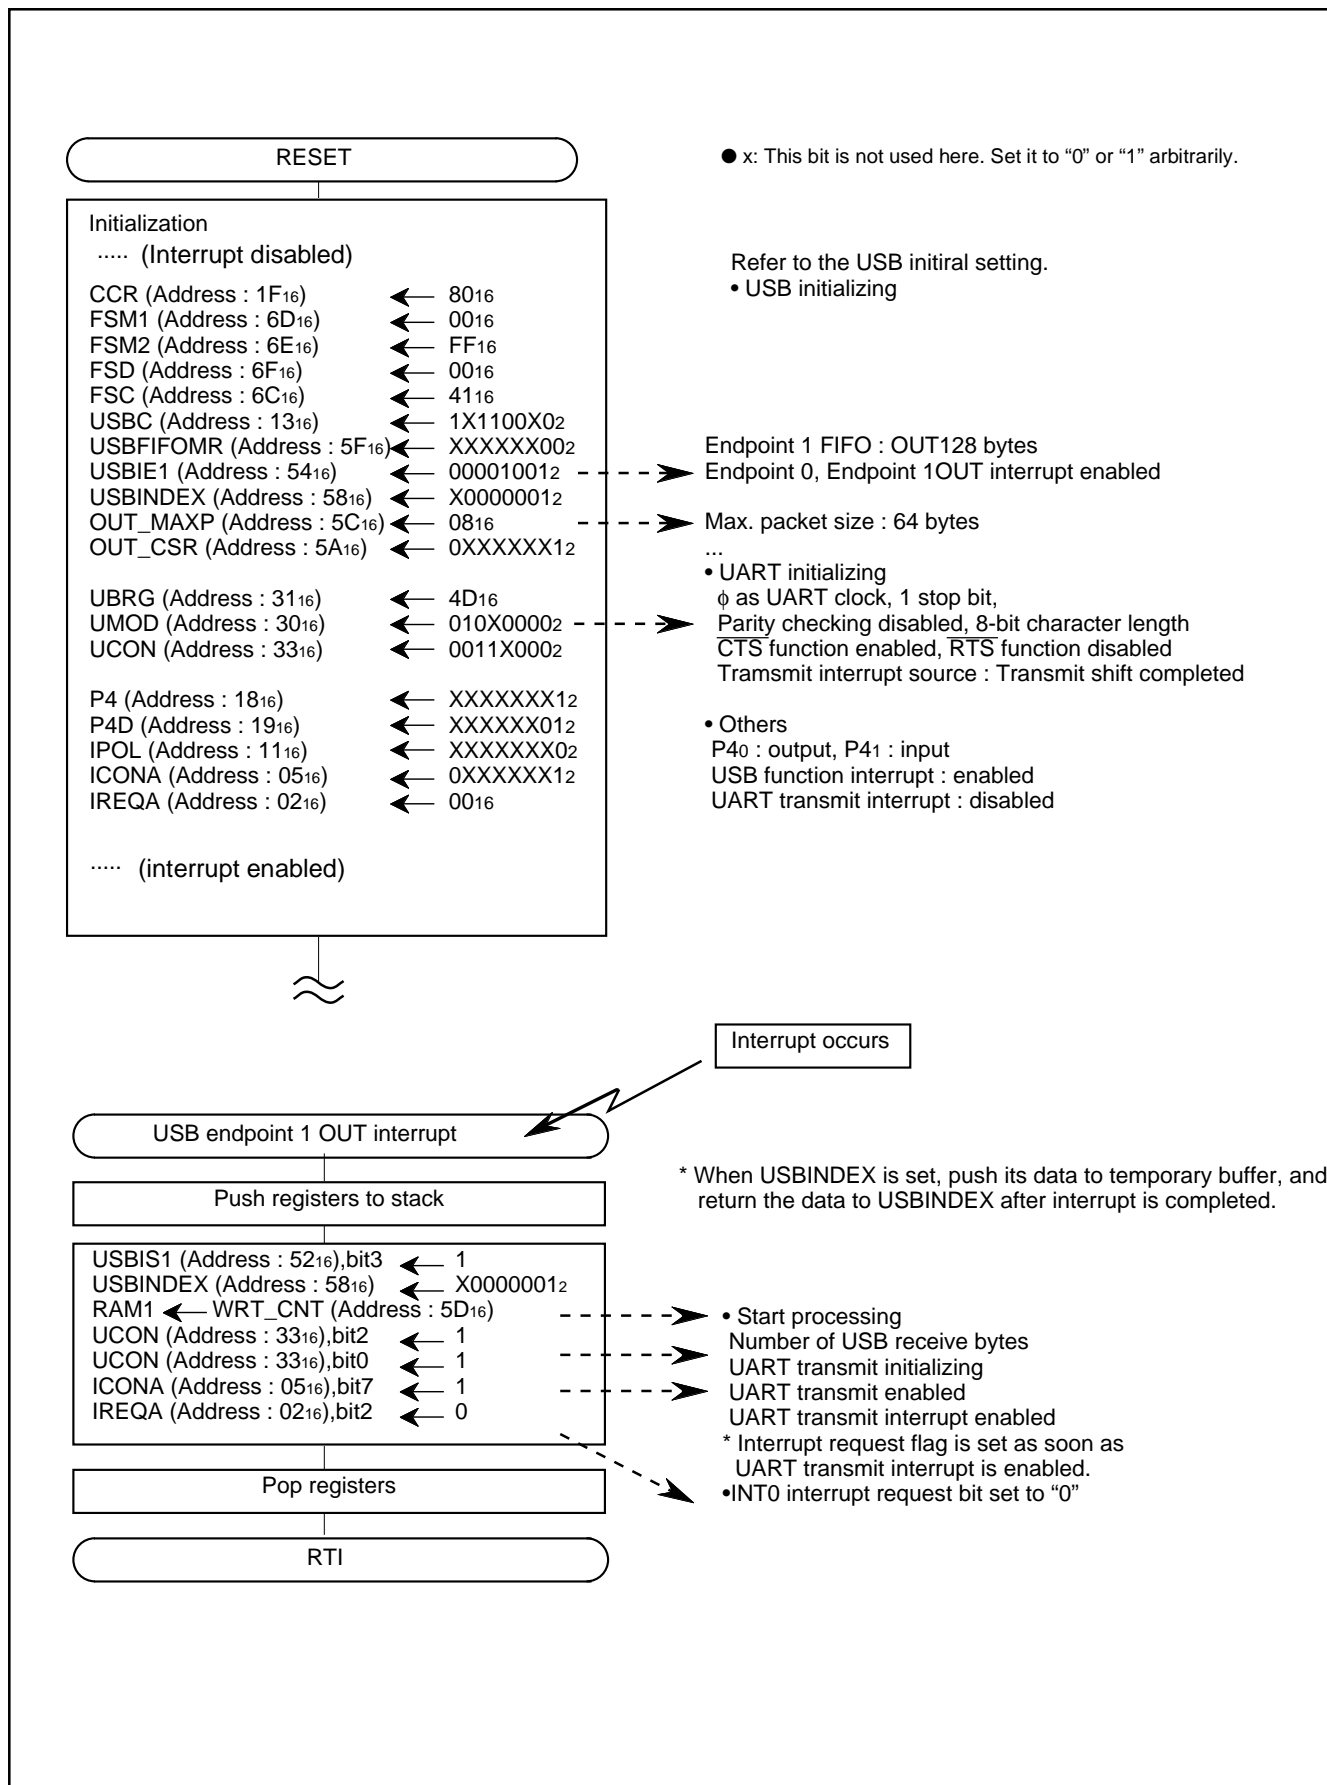 RESET
● x: This bit is not used here. Set it to “0” or “1” arbitrarily.
Initialization
..... (Interrupt disabled)
Refer to the USB initiral setting.
• USB initializing
CCR (Address : 1F16) ← 8016
FSM1 (Address : 6D16) ← 0016
FSM2 (Address : 6E16) ← FF16
FSD (Address : 6F16) ← 0016
FSC (Address : 6C16) ← 4116
USBC (Address : 1316) ← 1X1100X02
USBFIFOMR (Address : 5F16) ← XXXXXX002
Endpoint 1 FIFO : OUT128 bytes
USBIE1 (Address : 5416) ← 000010012
Endpoint 0, Endpoint 1OUT interrupt enabled
USBINDEX (Address : 5816) ← X00000012
OUT_MAXP (Address : 5C16) ← 0816
Max. packet size : 64 bytes
OUT_CSR (Address : 5A16) ← 0XXXXXX12
...
• UART initializing
UBRG (Address : 3116) ← 4D16
ϕ as UART clock, 1 stop bit,
UMOD (Address : 3016) ← 010X00002
Parity checking disabled, 8-bit character length
UCON (Address : 3316) ← 0011X0002
CTS function enabled, RTS function disabled
Tramsmit interrupt source : Transmit shift completed
P4 (Address : 1816) ← XXXXXXX12
P4D (Address : 1916) ← XXXXXX012
• Others
IPOL (Address : 1116) ← XXXXXXX02
P40 : output, P41 : input
ICONA (Address : 0516) ← 0XXXXXX12
USB function interrupt : enabled
IREQA (Address : 0216) ← 0016
UART transmit interrupt : disabled
..... (interrupt enabled)
Interrupt occurs
USB endpoint 1 OUT interrupt
* When USBINDEX is set, push its data to temporary buffer, and
return the data to USBINDEX after interrupt is completed.
Push registers to stack
USBIS1 (Address : 5216),bit3 ← 1
USBINDEX (Address : 5816) ← X00000012
RAM1 ← WRT_CNT (Address : 5D16)
• Start processing
UCON (Address : 3316),bit2 ← 1
Number of USB receive bytes
UCON (Address : 3316),bit0 ← 1
UART transmit initializing
ICONA (Address : 0516),bit7 ← 1
UART transmit enabled
IREQA (Address : 0216),bit2 ← 0
UART transmit interrupt enabled
* Interrupt request flag is set as soon as
UART transmit interrupt is enabled.
Pop registers
•INT0 interrupt request bit set to “0”
RTI